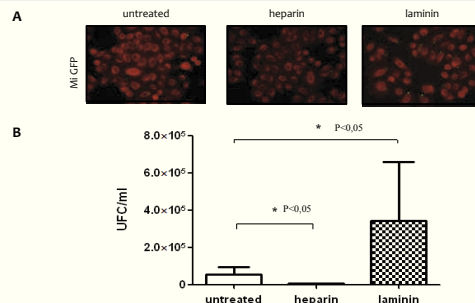 A
untreated heparin laminin
Mi GFP
B
8.0×10⁵
* P<0,05
6.0×10⁵
4.0×10⁵
* P<0,05
2.0×10⁵
0
UFC/ml
untreated heparin laminin